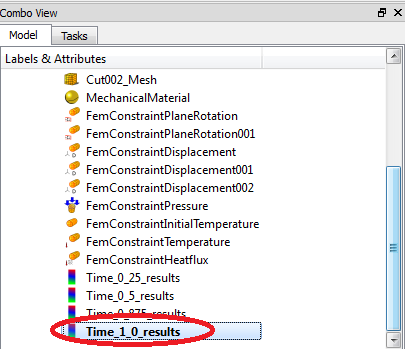 Combo View
Model Tasks
Labels & Attributes
Cut002_Mesh
MechanicalMaterial
FemConstraintPlaneRotation
FemConstraintPlaneRotation001
FemConstraintDisplacement
FemConstraintDisplacement001
FemConstraintDisplacement002
FemConstraintPressure
FemConstraintInitialTemperature
FemConstraintTemperature
FemConstraintHeatflux
Time_0_25_results
Time_0_5_results
Time_0_875_results
Time_1_0_results